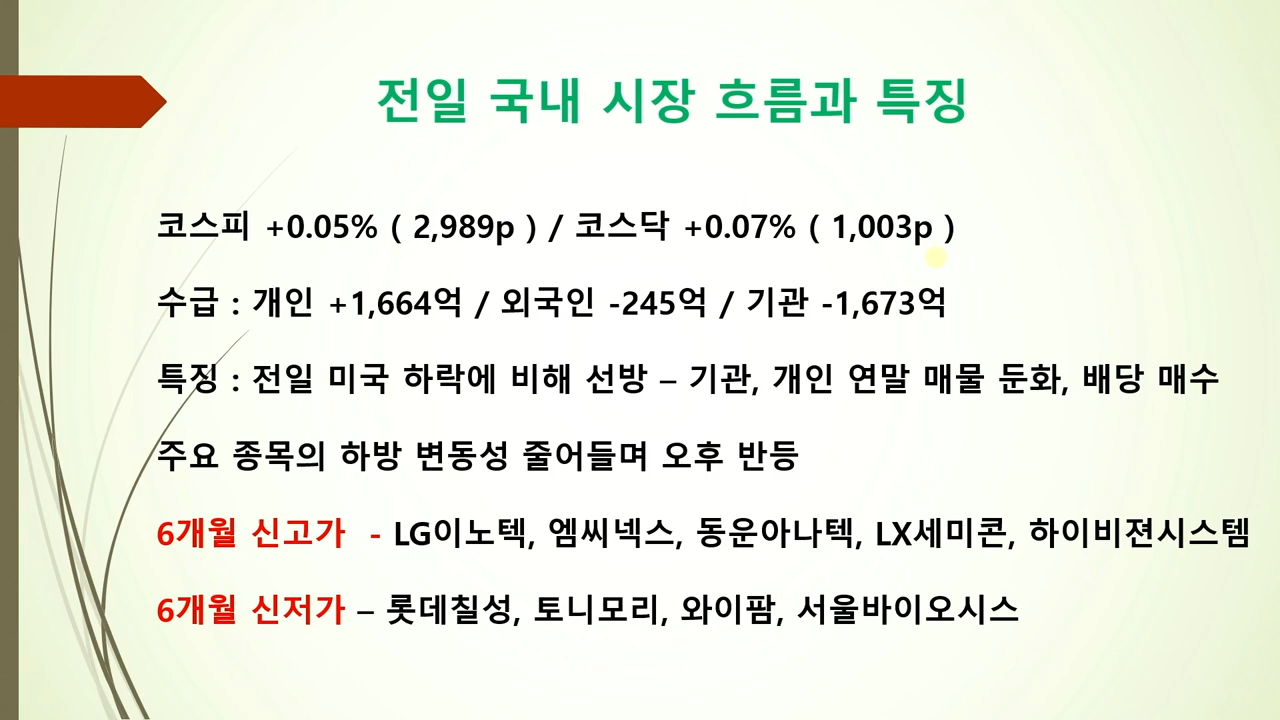 전일 국내 시장 흐름과 특징
코스피 +0.05% ( 2,989p ) / 코스닥 +0.07% ( 1,003p )
수급 : 개인 +1,664억 / 외국인 -245억 / 기관 -1,673억
특징 : 전일 미국 하락에 비해 선방 – 기관, 개인 연말 매물 둔화, 배당 매수
주요 종목의 하방 변동성 줄어들며 오후 반등
6개월 신고가 - LG이노텍, 엠씨넥스, 동운아나텍, LX세미콘, 하이비젼시스템
6개월 신저가 – 롯데칠성, 토니모리, 와이팜, 서울바이오시스